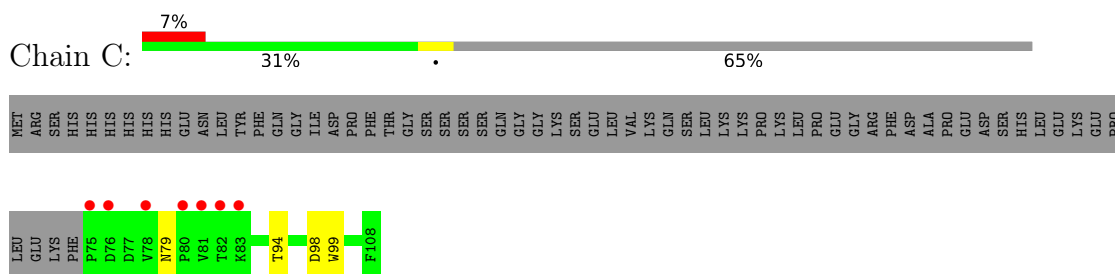 7%
Chain C:
31% • 65%
MET ARG SER HIS HIS HIS HIS HIS HIS GLU ASN LEU TYR PHE GLN GLY ILE ASP PRO PHE THR GLY SER SER SER SER GLN GLY GLY LYS SER GLU LEU VAL LYS GLN SER LEU LYS LYS PRO LYS LEU PRO GLU GLY ARG PHE ASP ALA PRO GLU ASP SER HIS LEU GLU LYS GLU PRO
LEU GLU LYS PHE P75 D76 D77 V78 N79 P80 V81 T82 K83 T94 D98 W99 F108